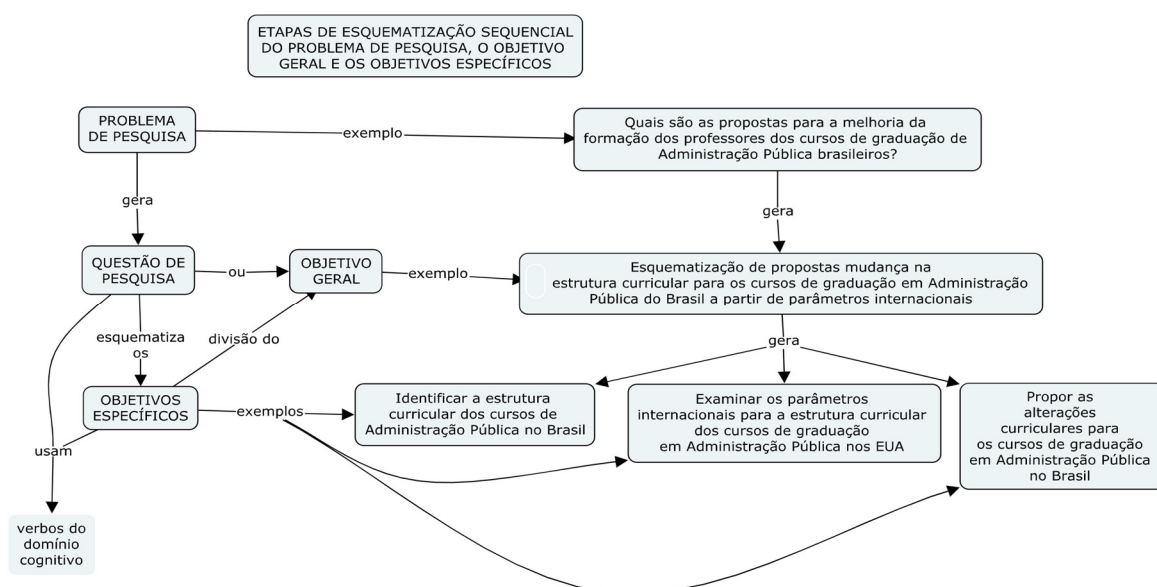 ETAPAS DE ESQUEMATIZAÇÃO SEQUENCIAL
DO PROBLEMA DE PESQUISA, O OBJETIVO
GERAL E OS OBJETIVOS ESPECÍFICOS
PROBLEMA
DE PESQUISA
exemplo
Quais são as propostas para a melhoria da
formação dos professores dos cursos de graduação de
Administração Pública brasileiros?
gera
gera
QUESTÃO DE
PESQUISA
ou
OBJETIVO
GERAL
exemplo
Esquematização de propostas mudança na
estrutura curricular para os cursos de graduação em Administração
Pública do Brasil a partir de parâmetros internacionais
esquematiza
os
divisão do
gera
OBJETIVOS
ESPECÍFICOS
exemplos
Identificar a estrutura
curricular dos cursos de
Administração Pública no Brasil
Examinar os parâmetros
internacionais para a estrutura curricular
dos cursos de graduação
em Administração Pública nos EUA
Propor as
alterações
curriculares para
os cursos de graduação
em Administração Pública
no Brasil
usam
verbos do
domínio
cognitivo